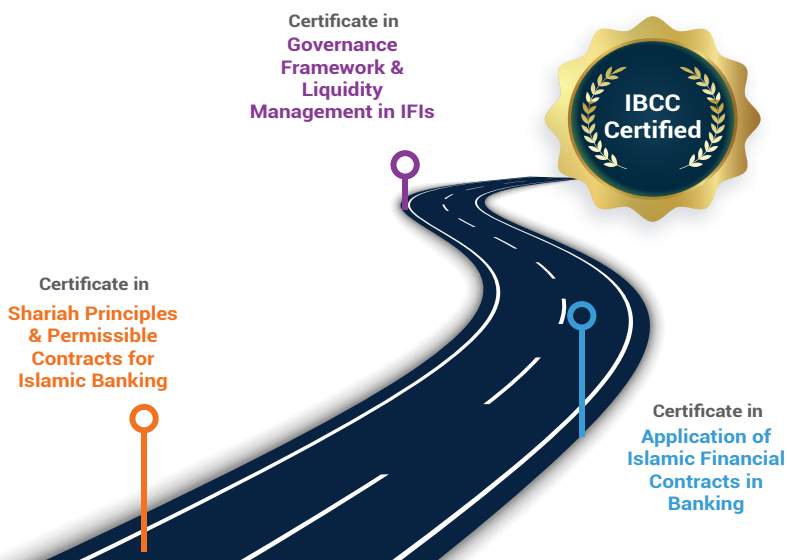 Certificate in
Governance
Framework &
Liquidity
Management in IFIs
IBCC
Certified
Certificate in
Shariah Principles
& Permissible
Contracts for
Islamic Banking
Certificate in
Application of
Islamic Financial
Contracts in
Banking